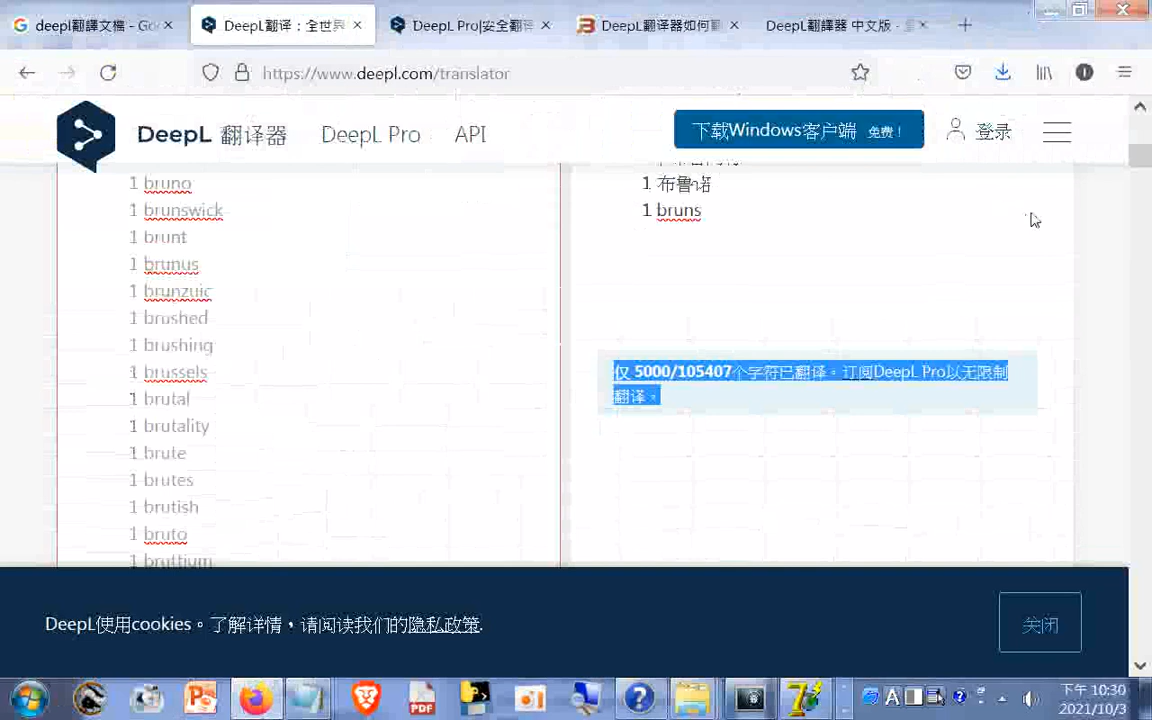 deepl翻譯文檔 - Go
DeepL翻译：全世界
DeepL Pro|安全翻译
DeepL翻译器如何
DeepL翻譯器 中文版 -
https://www.deepl.com/translator
DeepL 翻译器
DeepL Pro
API
下载Windows客户端 免费！
登录
1 bruno
1 brunswick
1 brunt
1 brunus
1 brunzuic
1 brushed
1 brushing
1 brussels
1 brutal
1 brutality
1 brute
1 brutes
1 brutish
1 bruto
1 bruttium
1 布鲁诺
1 bruns
仅 5000/105407个字符已翻译。订阅DeepL Pro以无限制
翻译。
DeepL使用cookies。了解详情，请阅读我们的隐私政策.
关闭
下午 10:30
2021/10/3